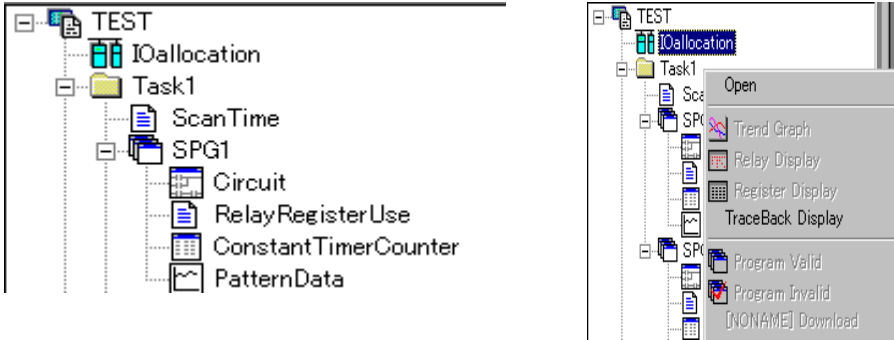 TEST
IOallocation
Task1
ScanTime
SPG1
Circuit
RelayRegisterUse
ConstantTimerCounter
PatternData
TEST
IOallocation
Task1
Open
Trend Graph
Relay Display
Register Display
TraceBack Display
Program Valid
Program Invalid
[NONAME] Download